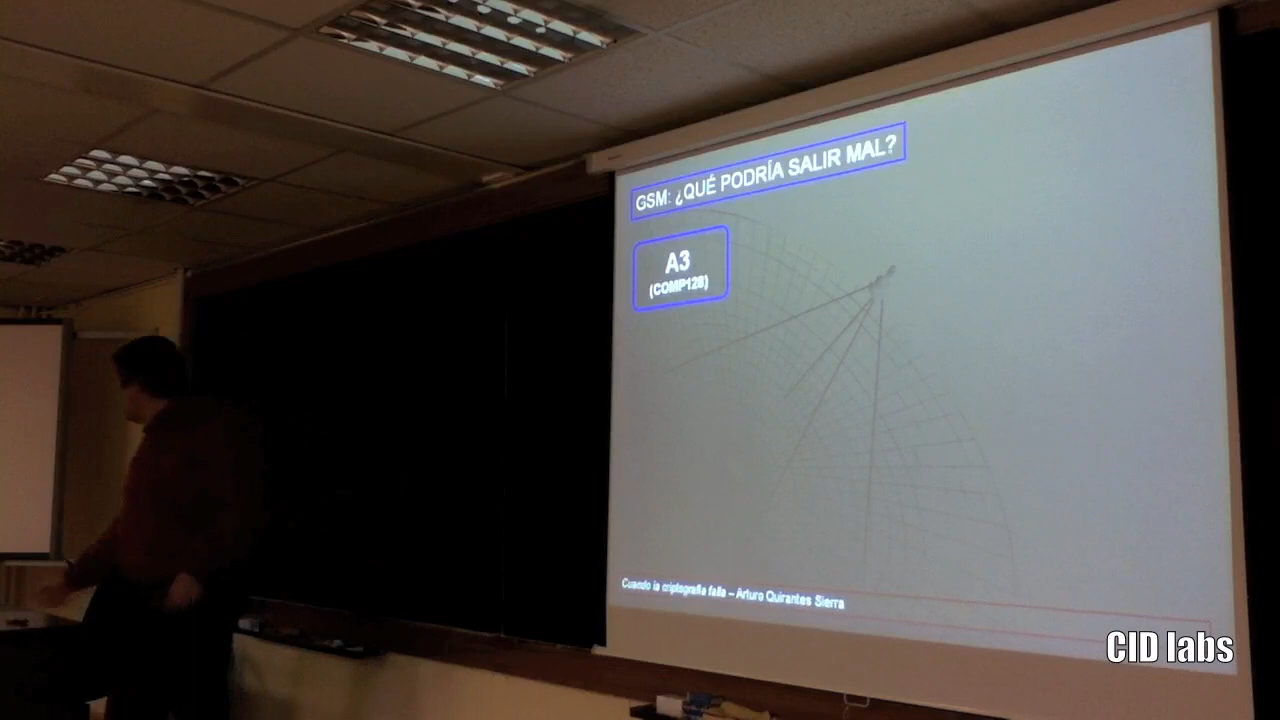 GSM: ¿QUÉ PODRÍA SALIR MAL?
A3
(COMP128)
Cuando la criptografía falla – Arturo Quirantes Sierra
CID labs